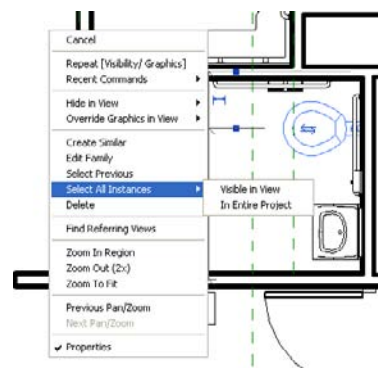 Cancel
Repeat [Visibility/ Graphics]
Recent Commands
Hide in View
Override Graphics in View
Create Similar
Edit Family
Select Previous
Select All Instances
Visible in View
Delete
In Entire Project
Find Referring Views
Zoom In Region
Zoom Out (2x)
Zoom To Fit
Previous Pan/Zoom
Next Pan/Zoom
Properties